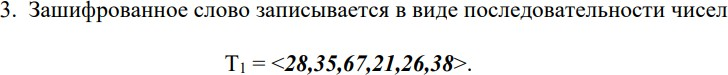 3. Зашифрованное слово записывается в виде последовательности чисел
T₁ = <28,35,67,21,26,38>.